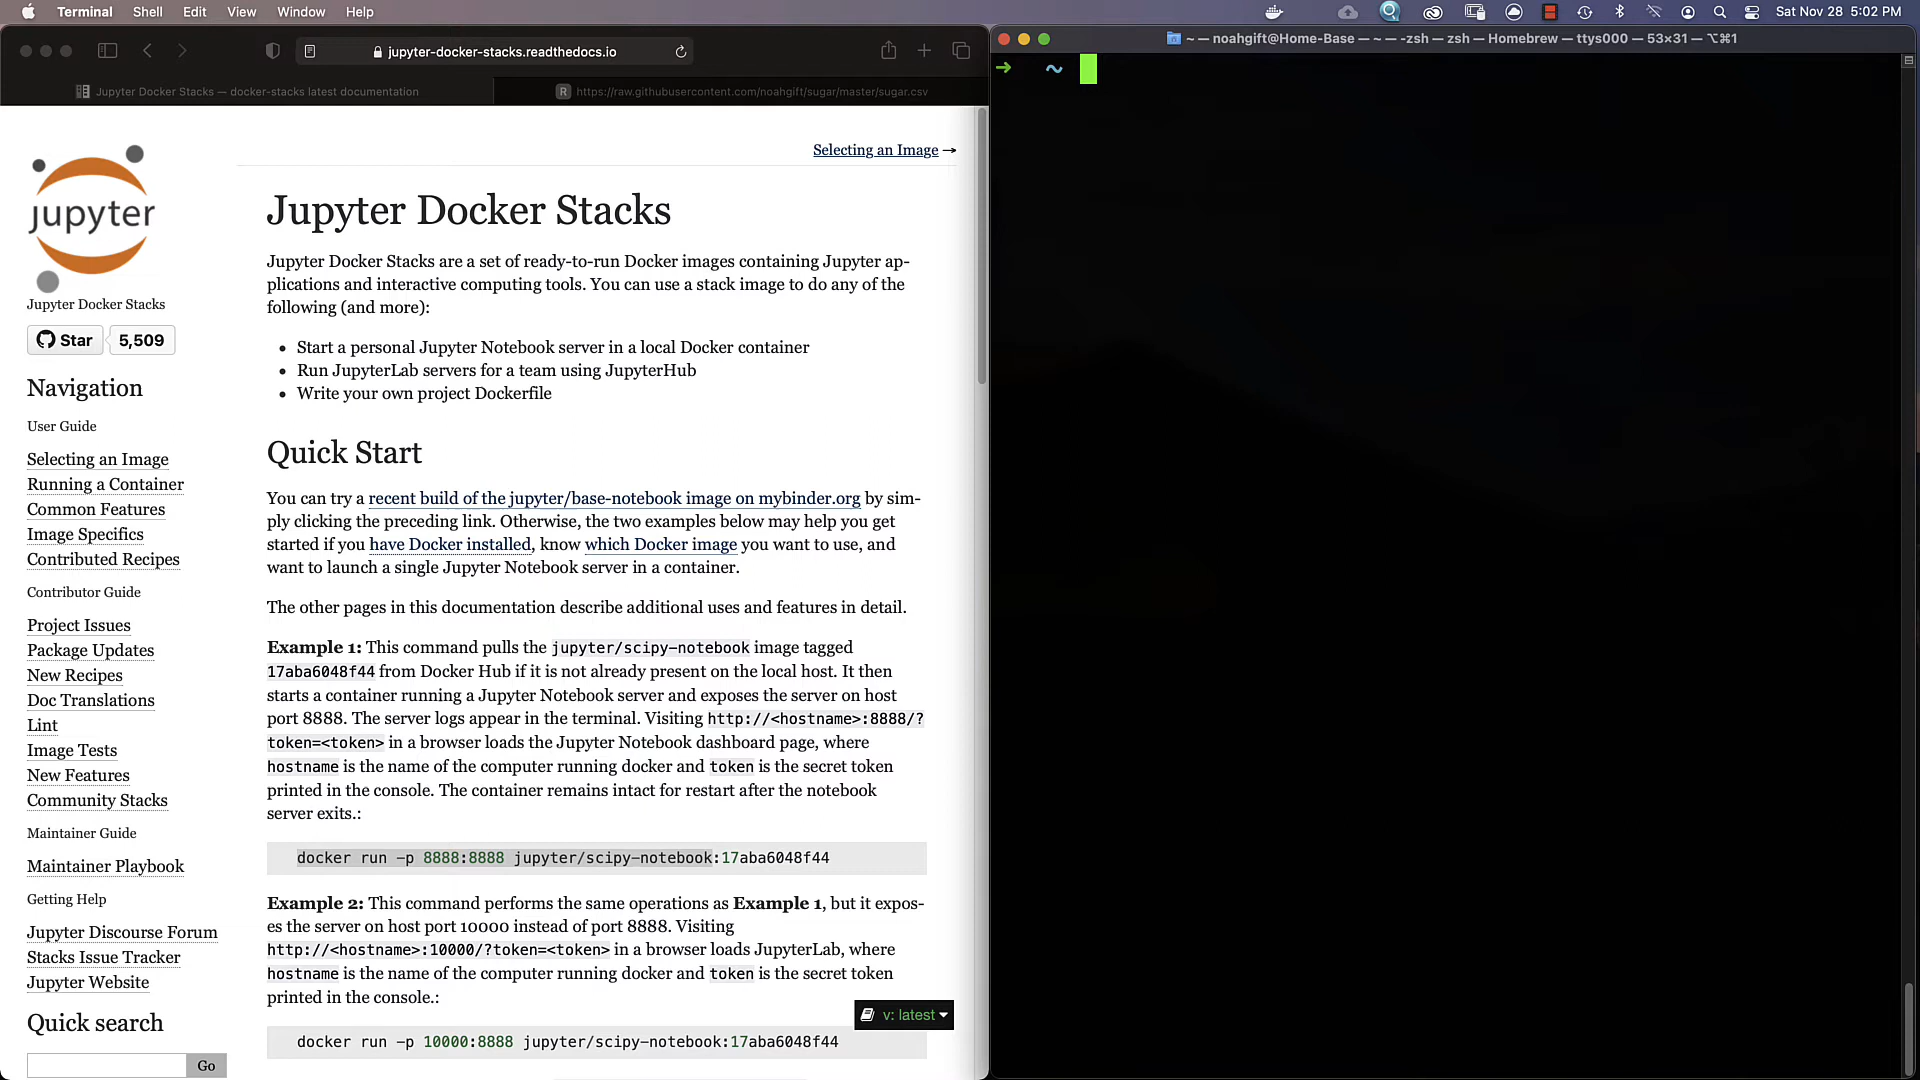 Terminal Shell Edit View Window Help Sat Nov 28 5:02 PM
jupyter-docker-stacks.readthedocs.io
~ — noahgift@Home-Base — ~ — -zsh — zsh — Homebrew — ttys000 — 53×31 — ⌥⌘1
Jupyter Docker Stacks — docker-stacks latest documentation
R https://raw.githubusercontent.com/noahgift/sugar/master/sugar.csv
➜ ~
jupyter
Jupyter Docker Stacks
Star 5,509
Navigation
User Guide
Selecting an Image
Running a Container
Common Features
Image Specifics
Contributed Recipes
Contributor Guide
Project Issues
Package Updates
New Recipes
Doc Translations
Lint
Image Tests
New Features
Community Stacks
Maintainer Guide
Maintainer Playbook
Getting Help
Jupyter Discourse Forum
Stacks Issue Tracker
Jupyter Website
Quick search
Go
Selecting an Image →
Jupyter Docker Stacks
Jupyter Docker Stacks are a set of ready-to-run Docker images containing Jupyter ap-
plications and interactive computing tools. You can use a stack image to do any of the
following (and more):
• Start a personal Jupyter Notebook server in a local Docker container
• Run JupyterLab servers for a team using JupyterHub
• Write your own project Dockerfile
Quick Start
You can try a recent build of the jupyter/base-notebook image on mybinder.org by sim-
ply clicking the preceding link. Otherwise, the two examples below may help you get
started if you have Docker installed, know which Docker image you want to use, and
want to launch a single Jupyter Notebook server in a container.
The other pages in this documentation describe additional uses and features in detail.
Example 1: This command pulls the jupyter/scipy-notebook image tagged
17aba6048f44 from Docker Hub if it is not already present on the local host. It then
starts a container running a Jupyter Notebook server and exposes the server on host
port 8888. The server logs appear in the terminal. Visiting http://<hostname>:8888/?
token=<token> in a browser loads the Jupyter Notebook dashboard page, where
hostname is the name of the computer running docker and token is the secret token
printed in the console. The container remains intact for restart after the notebook
server exits.:
docker run -p 8888:8888 jupyter/scipy-notebook:17aba6048f44
Example 2: This command performs the same operations as Example 1, but it expos-
es the server on host port 10000 instead of port 8888. Visiting
http://<hostname>:10000/?token=<token> in a browser loads JupyterLab, where
hostname is the name of the computer running docker and token is the secret token
printed in the console.:
v: latest
docker run -p 10000:8888 jupyter/scipy-notebook:17aba6048f44